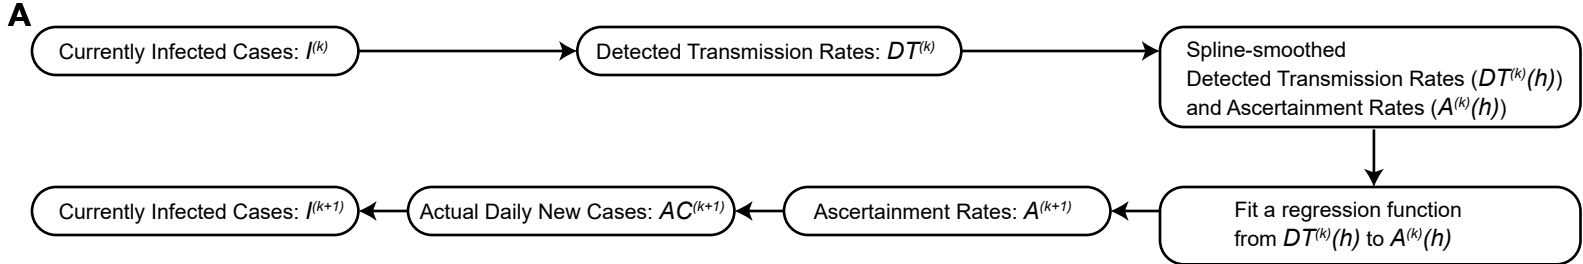 A
Currently Infected Cases: I^(k)
Detected Transmission Rates: DT^(k)
Spline-smoothed
Detected Transmission Rates (DT^(k)(h))
and Ascertainment Rates (A^(k)(h))
Currently Infected Cases: I^(k+1)
Actual Daily New Cases: AC^(k+1)
Ascertainment Rates: A^(k+1)
Fit a regression function
from DT^(k)(h) to A^(k)(h)